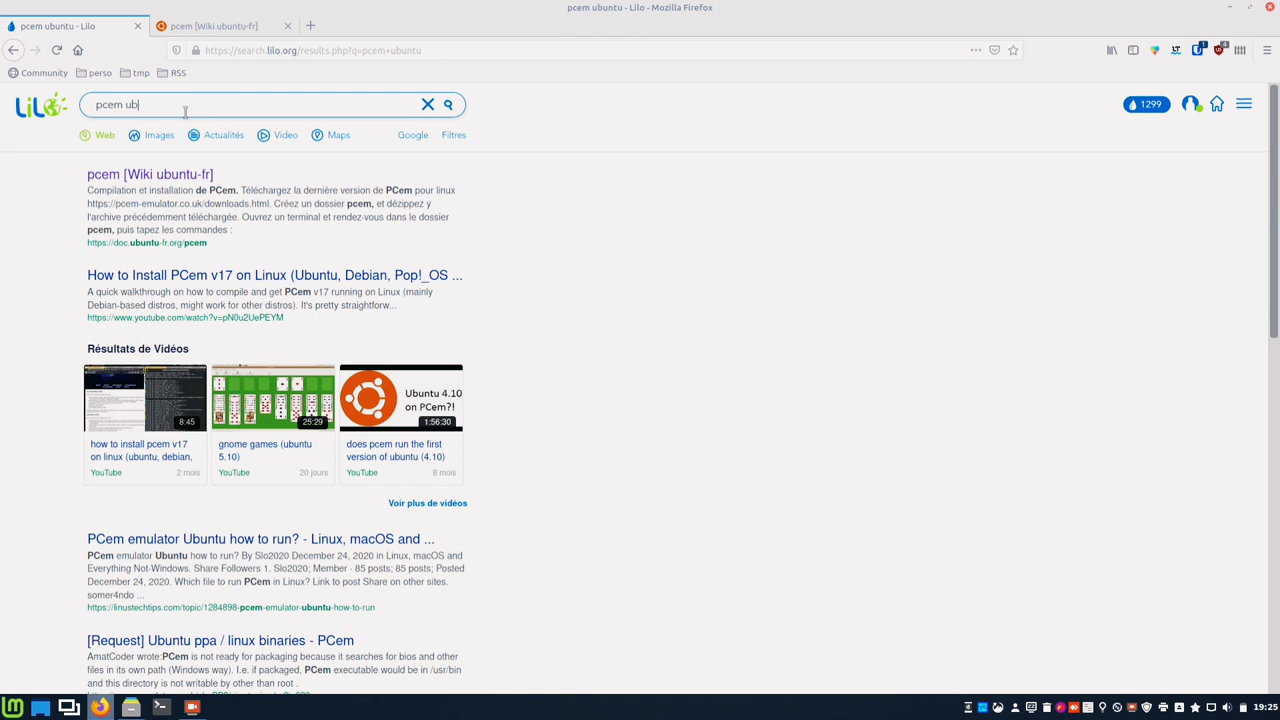 pcem ubuntu - Lilo - Mozilla Firefox
pcem ubuntu - Lilo
pcem [Wiki ubuntu-fr]
https://search.lilo.org/results.php?q=pcem+ubuntu
Community
perso
tmp
RSS
LILO
pcem ub
1299
Web
Images
Actualités
Video
Maps
Google
Filtres
pcem [Wiki ubuntu-fr]
Compilation et installation de PCem. Téléchargez la dernière version de PCem pour linux
https://pcem-emulator.co.uk/downloads.html. Créez un dossier pcem, et dézippez y
l'archive précédemment téléchargée. Ouvrez un terminal et rendez-vous dans le dossier
pcem, puis tapez les commandes :
https://doc.ubuntu-fr.org/pcem
How to Install PCem v17 on Linux (Ubuntu, Debian, Pop!_OS ...
A quick walkthrough on how to compile and get PCem v17 running on Linux (mainly
Debian-based distros, might work for other distros). It's pretty straightforw...
https://www.youtube.com/watch?v=pN0u2UePEYM
Résultats de Vidéos
8:45
25:29
Ubuntu 4.10
on PCem?!
1:56:30
how to install pcem v17
on linux (ubuntu, debian,
YouTube
2 mois
gnome games (ubuntu
5.10)
YouTube
20 jours
does pcem run the first
version of ubuntu (4.10)
YouTube
8 mois
Voir plus de vidéos
PCem emulator Ubuntu how to run? - Linux, macOS and ...
PCem emulator Ubuntu how to run? By Slo2020 December 24, 2020 in Linux, macOS and
Everything Not-Windows. Share Followers 1. Slo2020; Member · 85 posts; 85 posts; Posted
December 24, 2020. Which file to run PCem in Linux? Link to post Share on other sites.
somer4ndo ...
https://linustechtips.com/topic/1284898-pcem-emulator-ubuntu-how-to-run
[Request] Ubuntu ppa / linux binaries - PCem
AmatCoder wrote:PCem is not ready for packaging because it searches for bios and other
files in its own path (Windows way). I.e. if packaged, PCem executable would be in /usr/bin
and this directory is not writable by other than root .
19:25